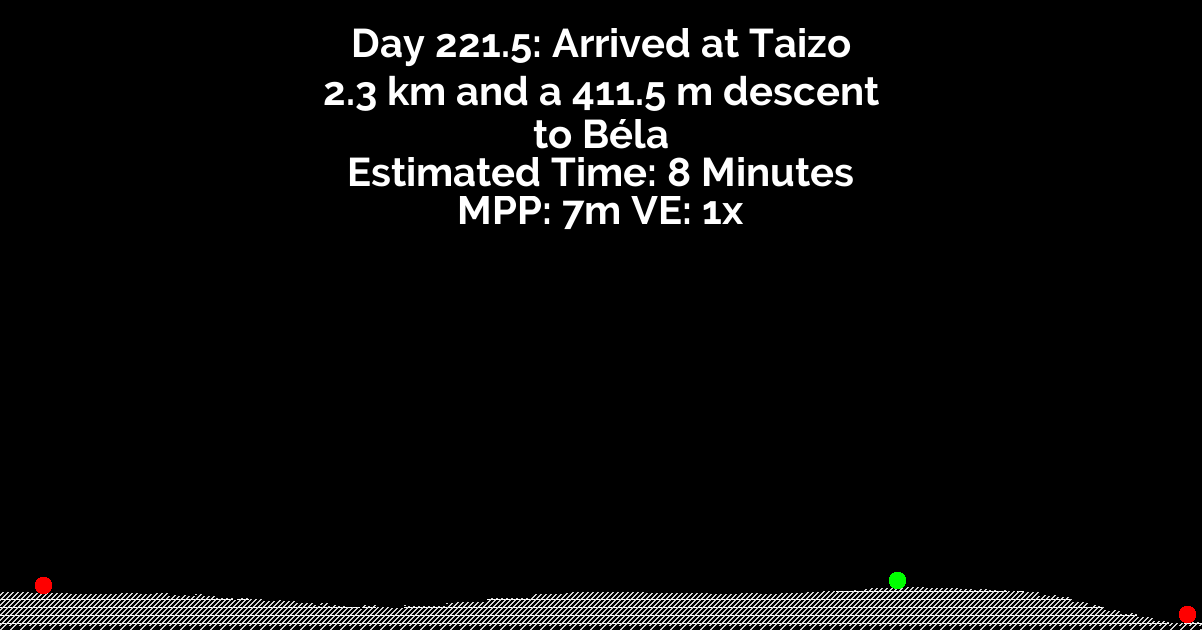 Day 221.5: Arrived at Taizo
2.3 km and a 411.5 m descent
to Béla
Estimated Time: 8 Minutes
MPP: 7m VE: 1x